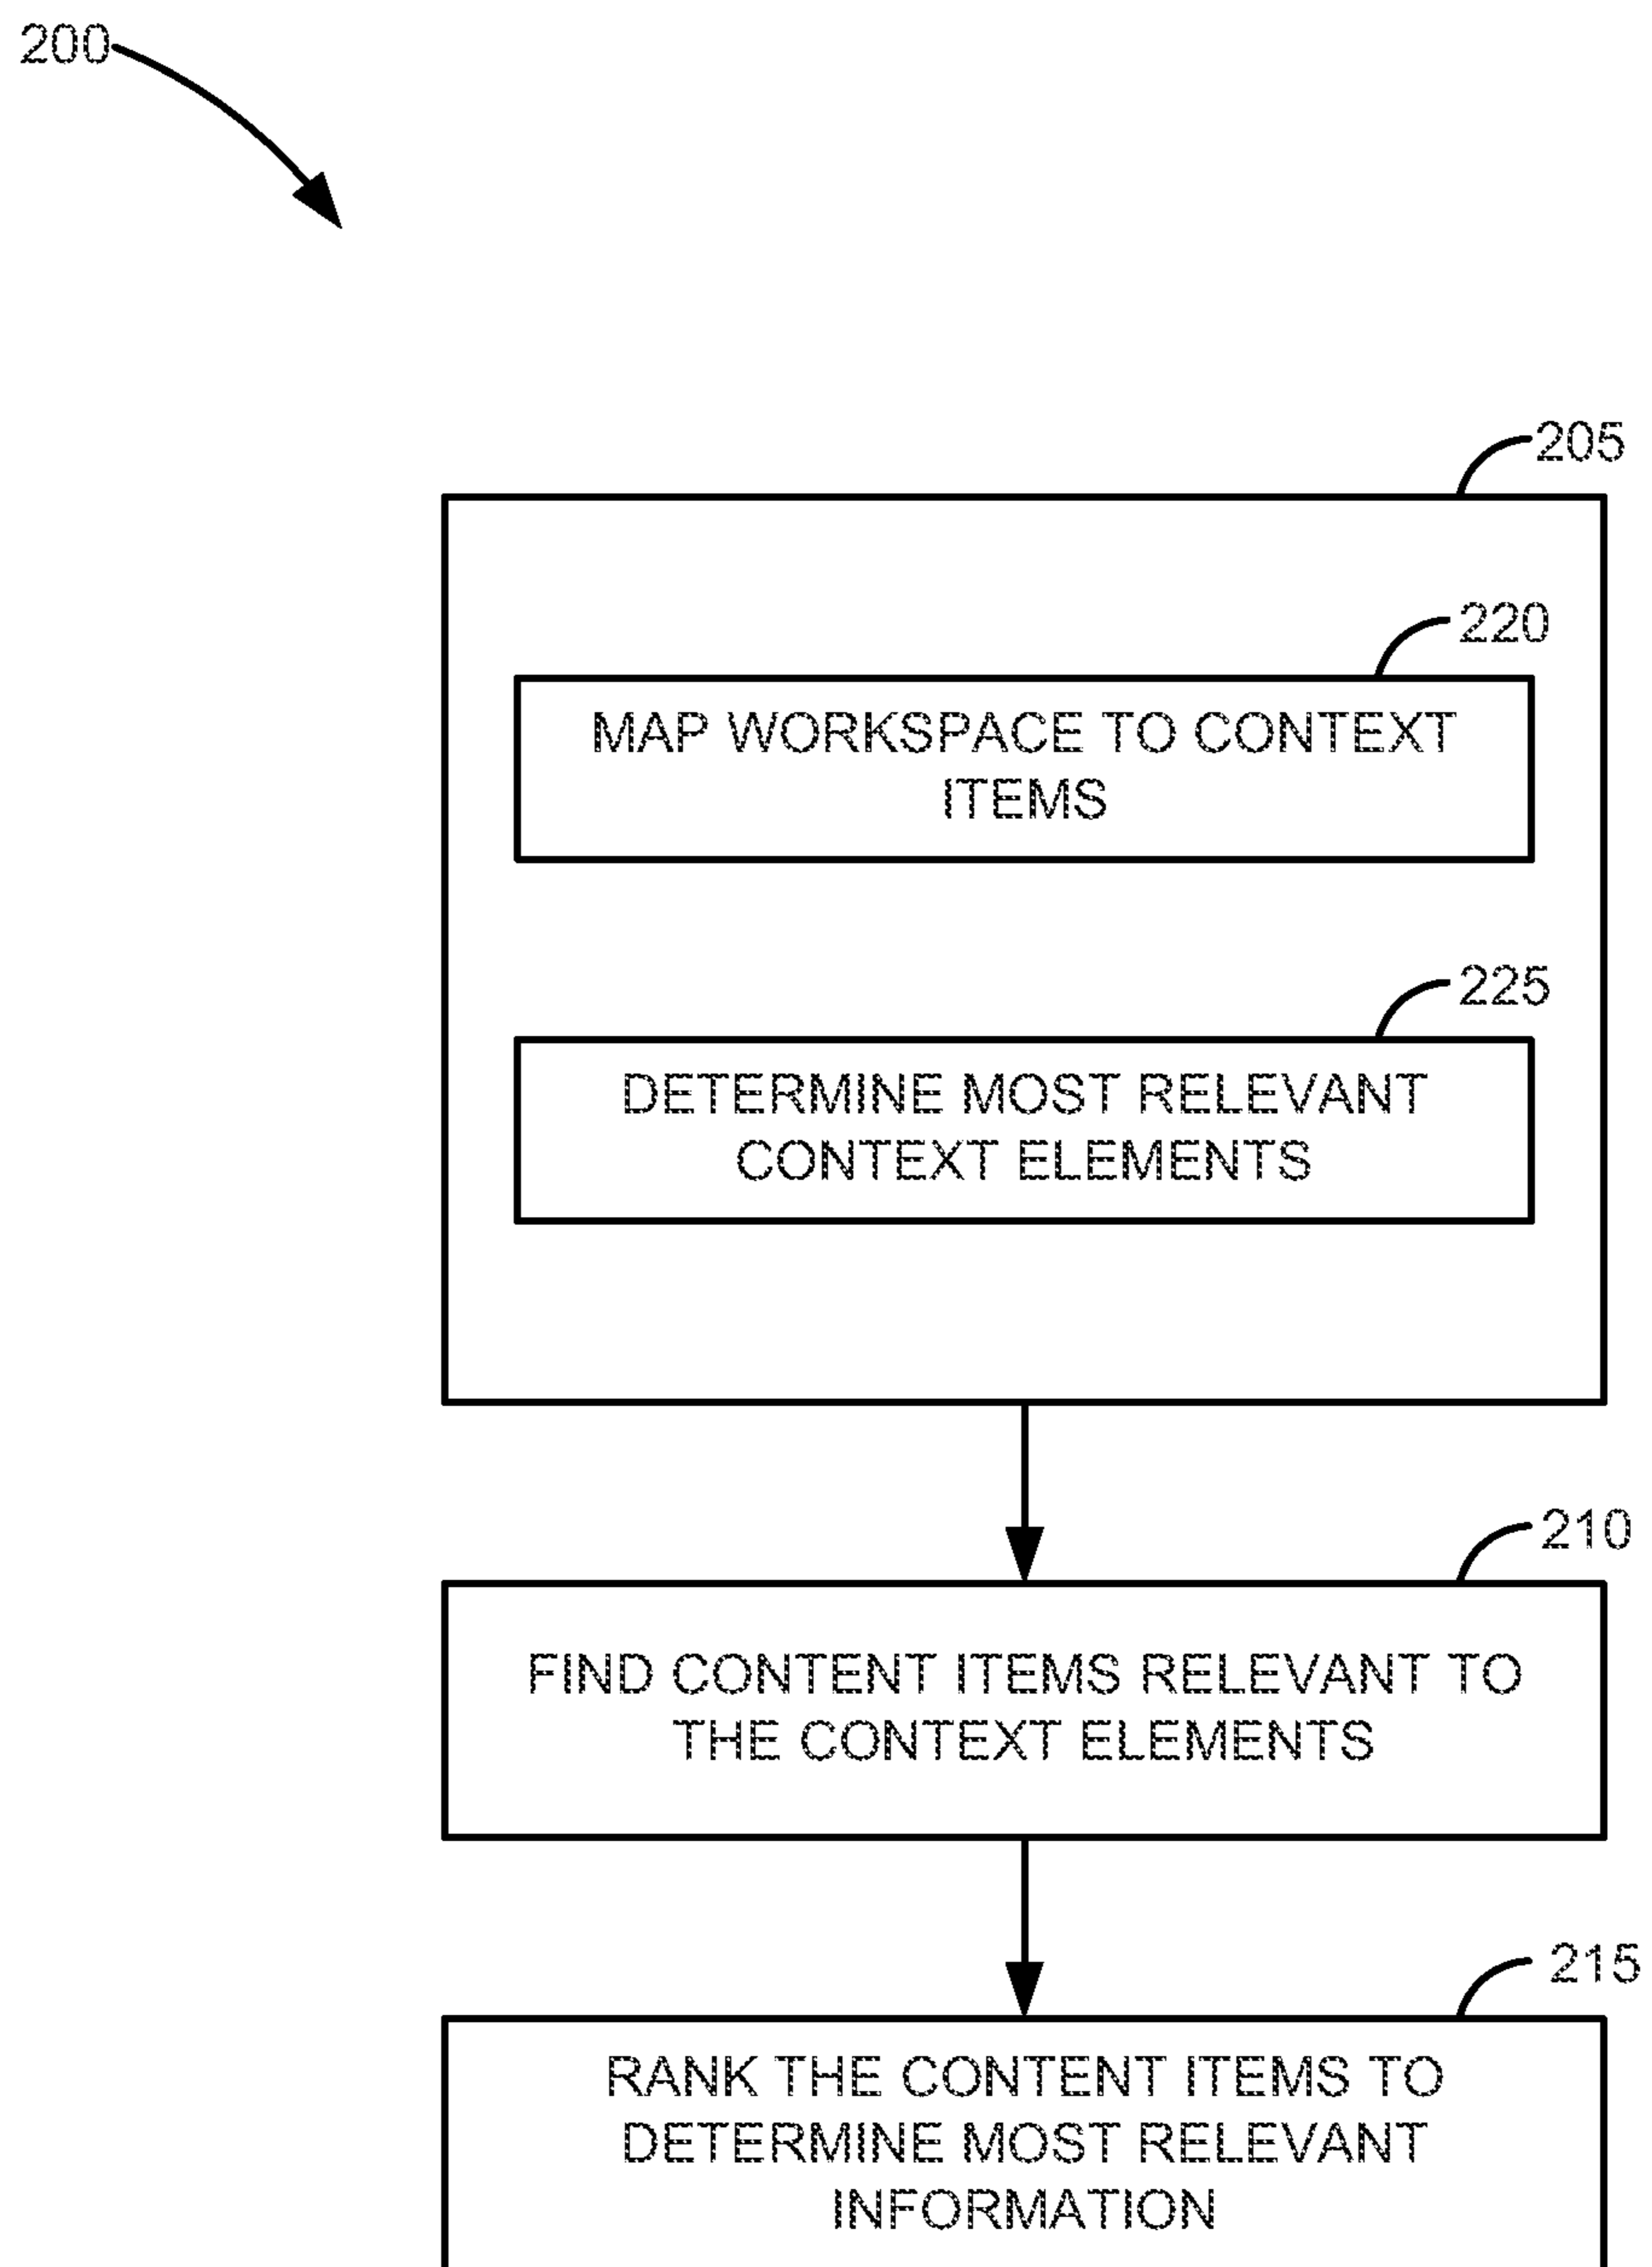 200
205
220
MAP WORKSPACE TO CONTEXT
ITEMS
225
DETERMINE MOST RELEVANT
CONTEXT ELEMENTS
210
FIND CONTENT ITEMS RELEVANT TO
THE CONTEXT ELEMENTS
215
RANK THE CONTENT ITEMS TO
DETERMINE MOST RELEVANT
INFORMATION